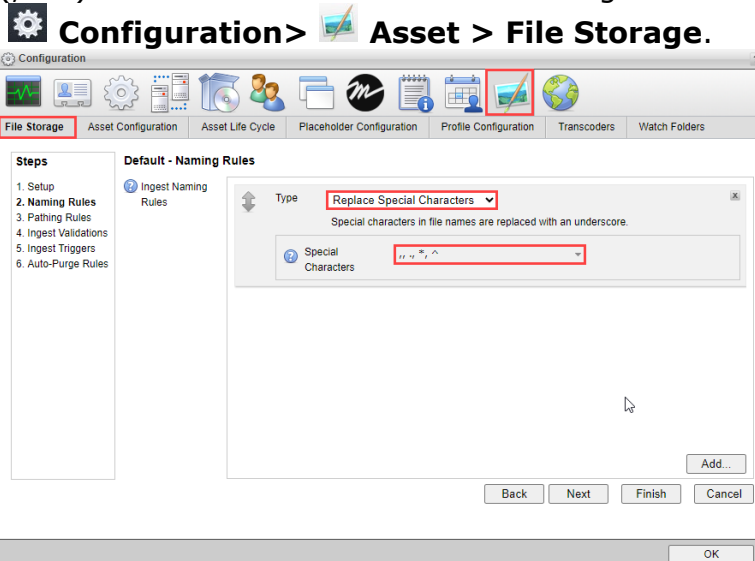 Configuration> Asset > File Storage.
Configuration
File Storage Asset Configuration Asset Life Cycle Placeholder Configuration Profile Configuration Transcoders Watch Folders
Steps
1. Setup
2. Naming Rules
3. Pathing Rules
4. Ingest Validations
5. Ingest Triggers
6. Auto-Purge Rules
Default - Naming Rules
Ingest Naming
Rules
Type Replace Special Characters
Special characters in file names are replaced with an underscore.
Special
Characters
,, ., *, ^
Add...
Back Next Finish Cancel
OK